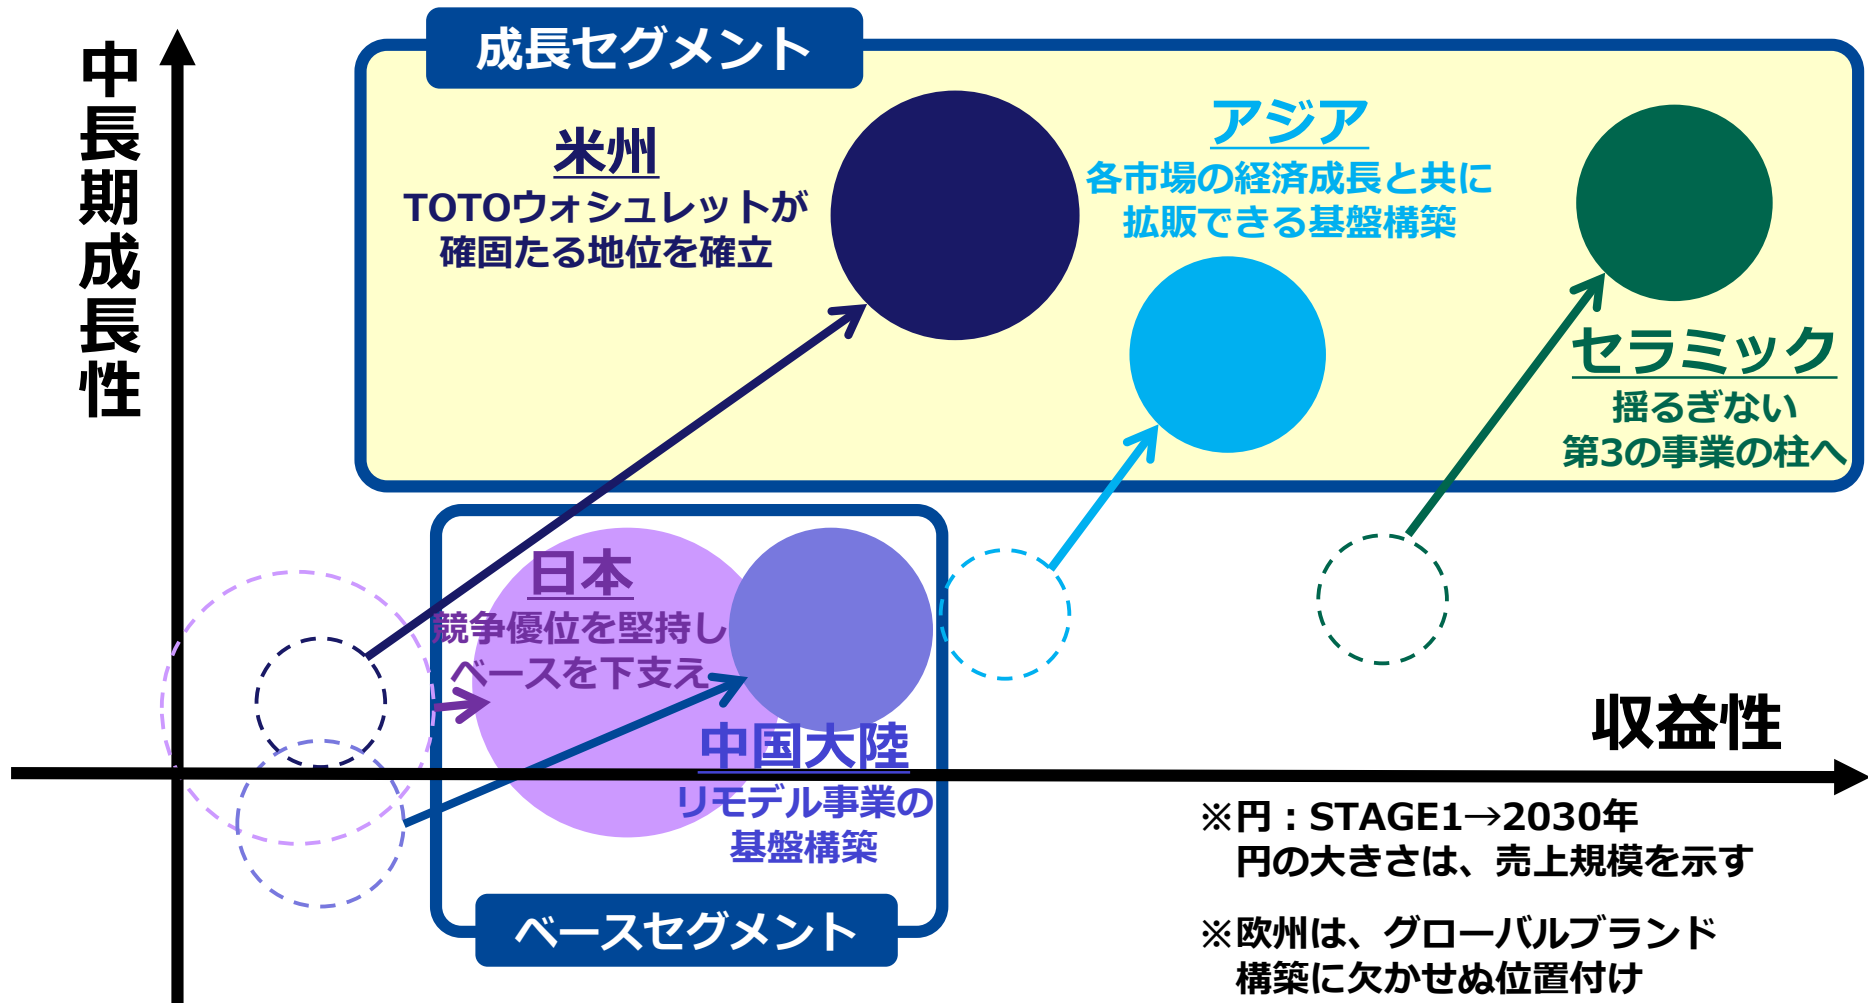 中長期成長性
成長セグメント
米州
TOTOウォシュレットが
確固たる地位を確立
アジア
各市場の経済成長と共に
拡販できる基盤構築
セラミック
揺るぎない
第3の事業の柱へ
日本
競争優位を堅持し
ベースを下支え
中国大陸
リモデル事業の
基盤構築
ベースセグメント
収益性
※円：STAGE1→2030年
円の大きさは、売上規模を示す
※欧州は、グローバルブランド
構築に欠かせぬ位置付け